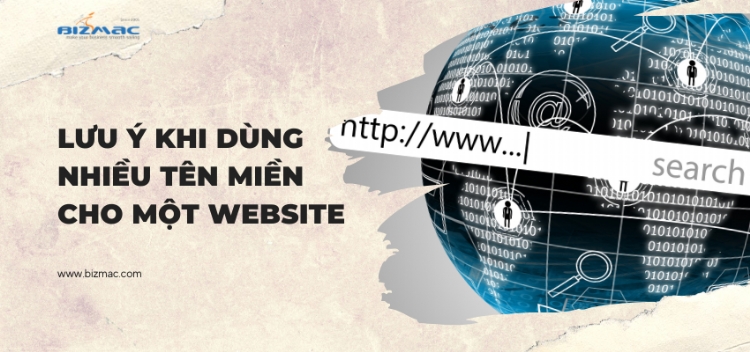 BIZMAC
LƯU Ý KHI DÙNG
NHIỀU TÊN MIỀN
CHO MỘT WEBSITE
www.bizmac.com
http://www...|
search